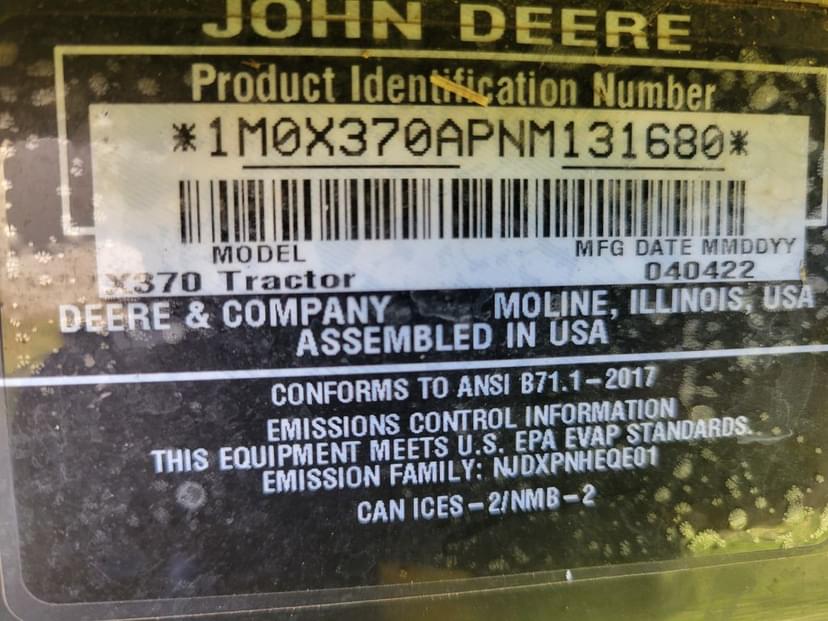 JOHN DEERE
Product Identification Number
*1M0X370APNM131680*
MODEL MFG DATE MMDDYY
X370 Tractor 040422
DEERE & COMPANY MOLINE, ILLINOIS, USA
ASSEMBLED IN USA
CONFORMS TO ANSI B71.1-2017
EMISSIONS CONTROL INFORMATION
THIS EQUIPMENT MEETS U.S. EPA EVAP STANDARDS.
EMISSION FAMILY: NJDXPNHEQE01
CAN ICES-2/NMB-2